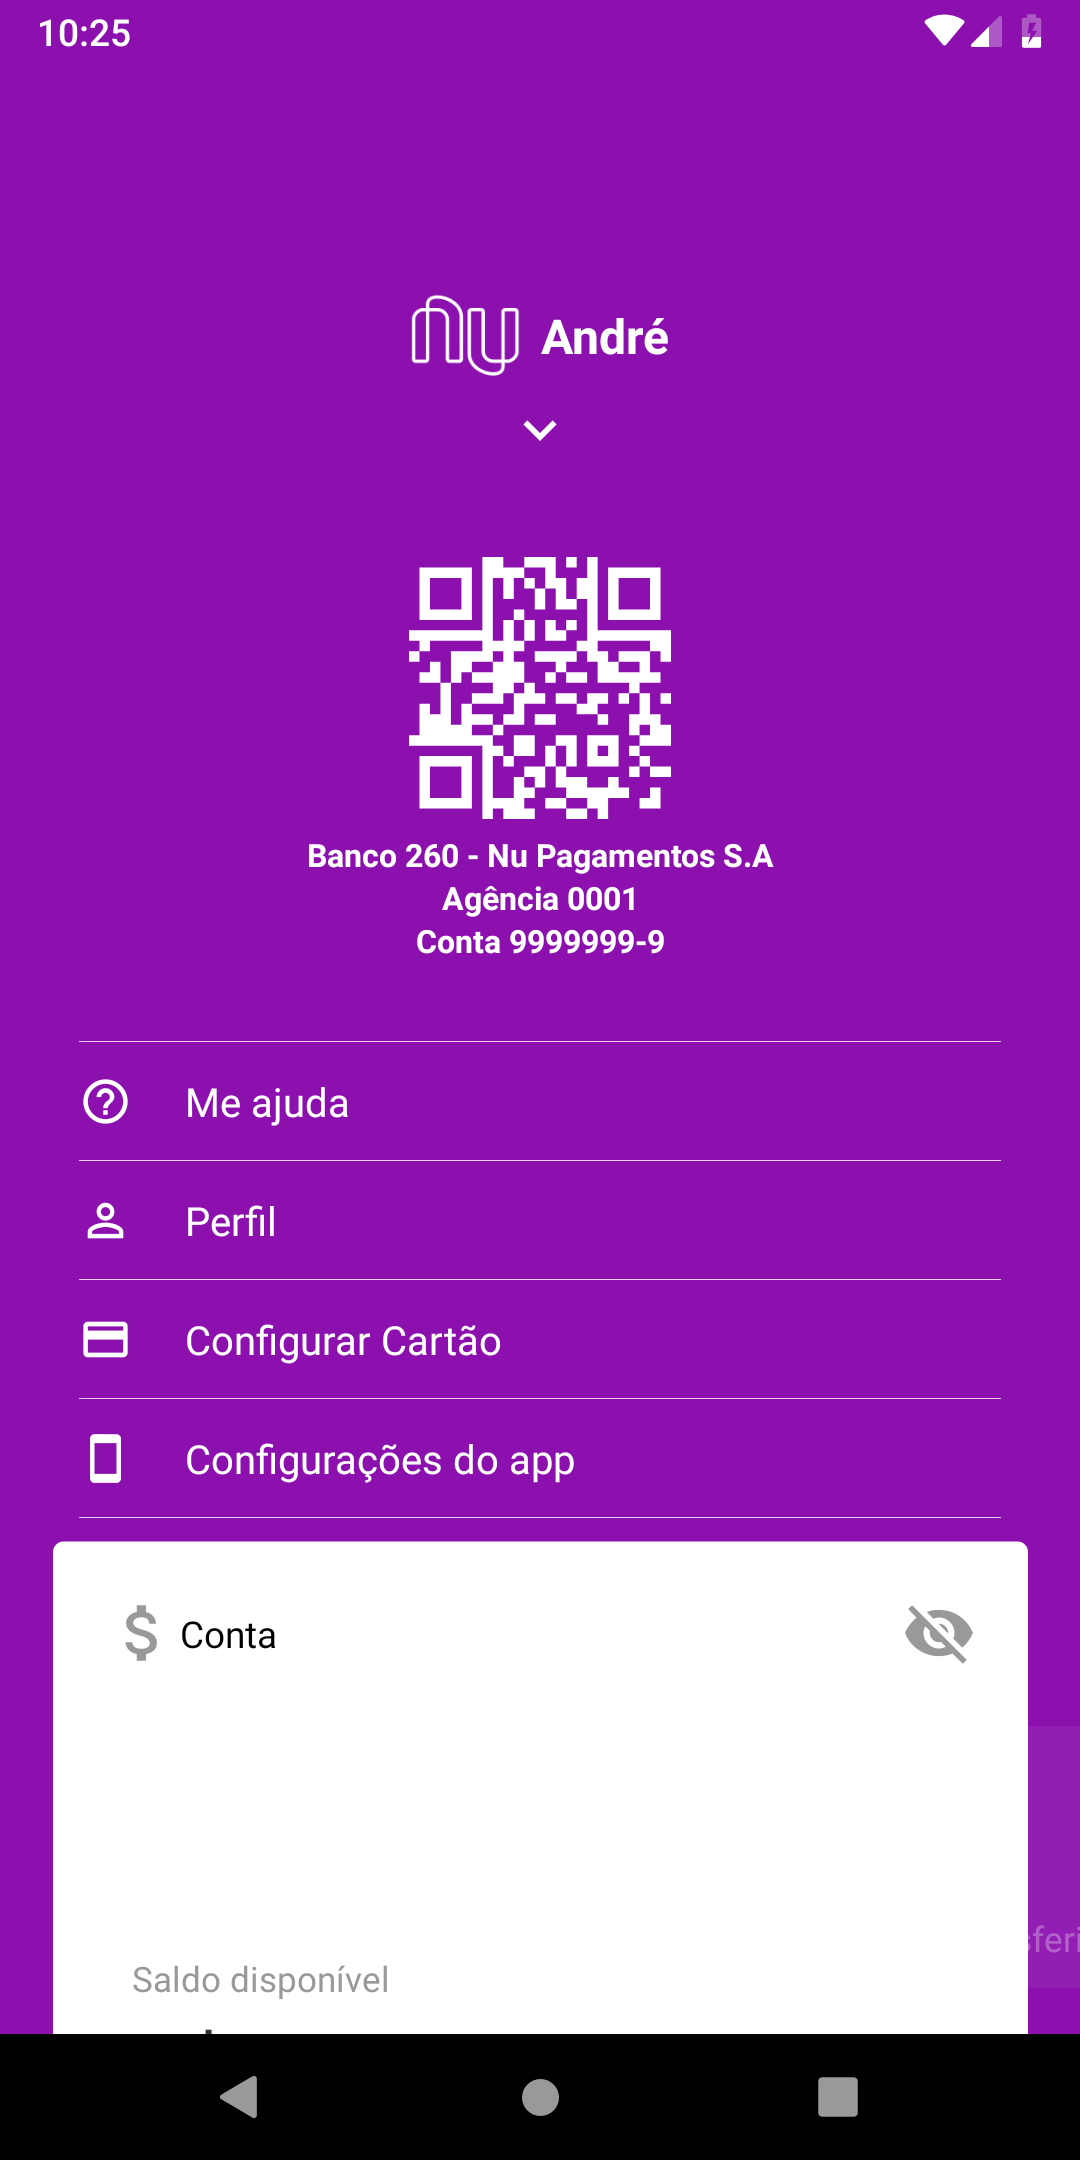 10:25
nu André
Banco 260 - Nu Pagamentos S.A
Agência 0001
Conta 9999999-9
Me ajuda
Perfil
Configurar Cartão
Configurações do app
$ Conta
sferi
Saldo disponível